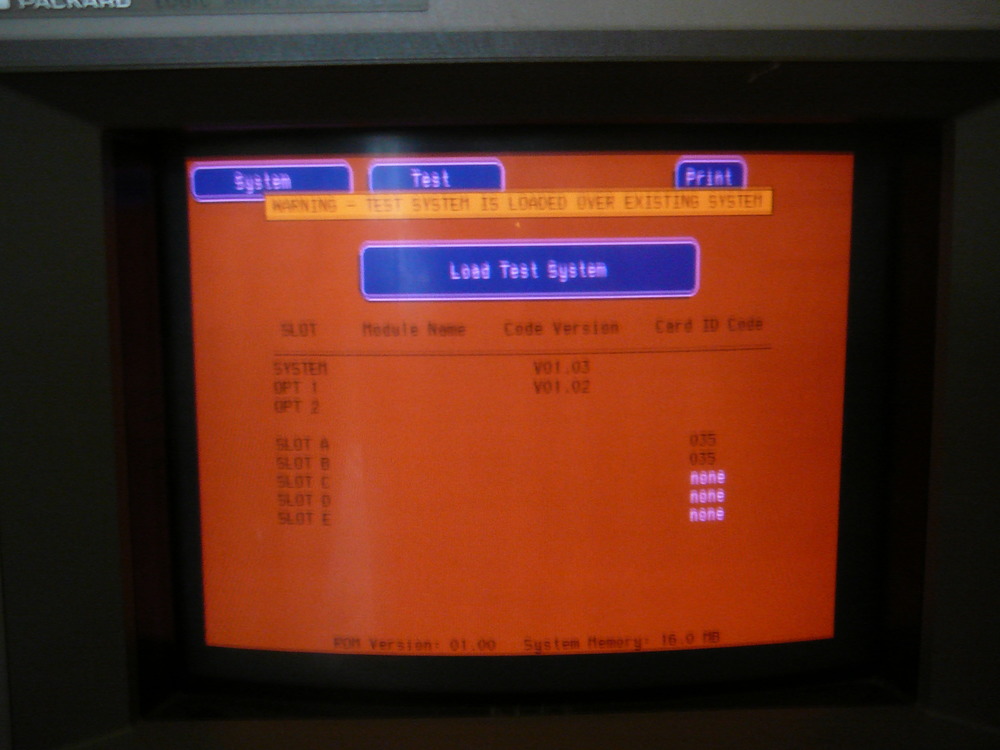 PACKARD LOGIC ANALYSIS
System Test Print
WARNING - TEST SYSTEM IS LOADED OVER EXISTING SYSTEM
Load Test System
SLOT Module Name Code Version Card ID Code
SYSTEM V01.03
OPT 1 V01.02
OPT 2
SLOT A 035
SLOT B 035
SLOT C none
SLOT D none
SLOT E none
ROM Version: 01.00 System Memory: 16.0 MB